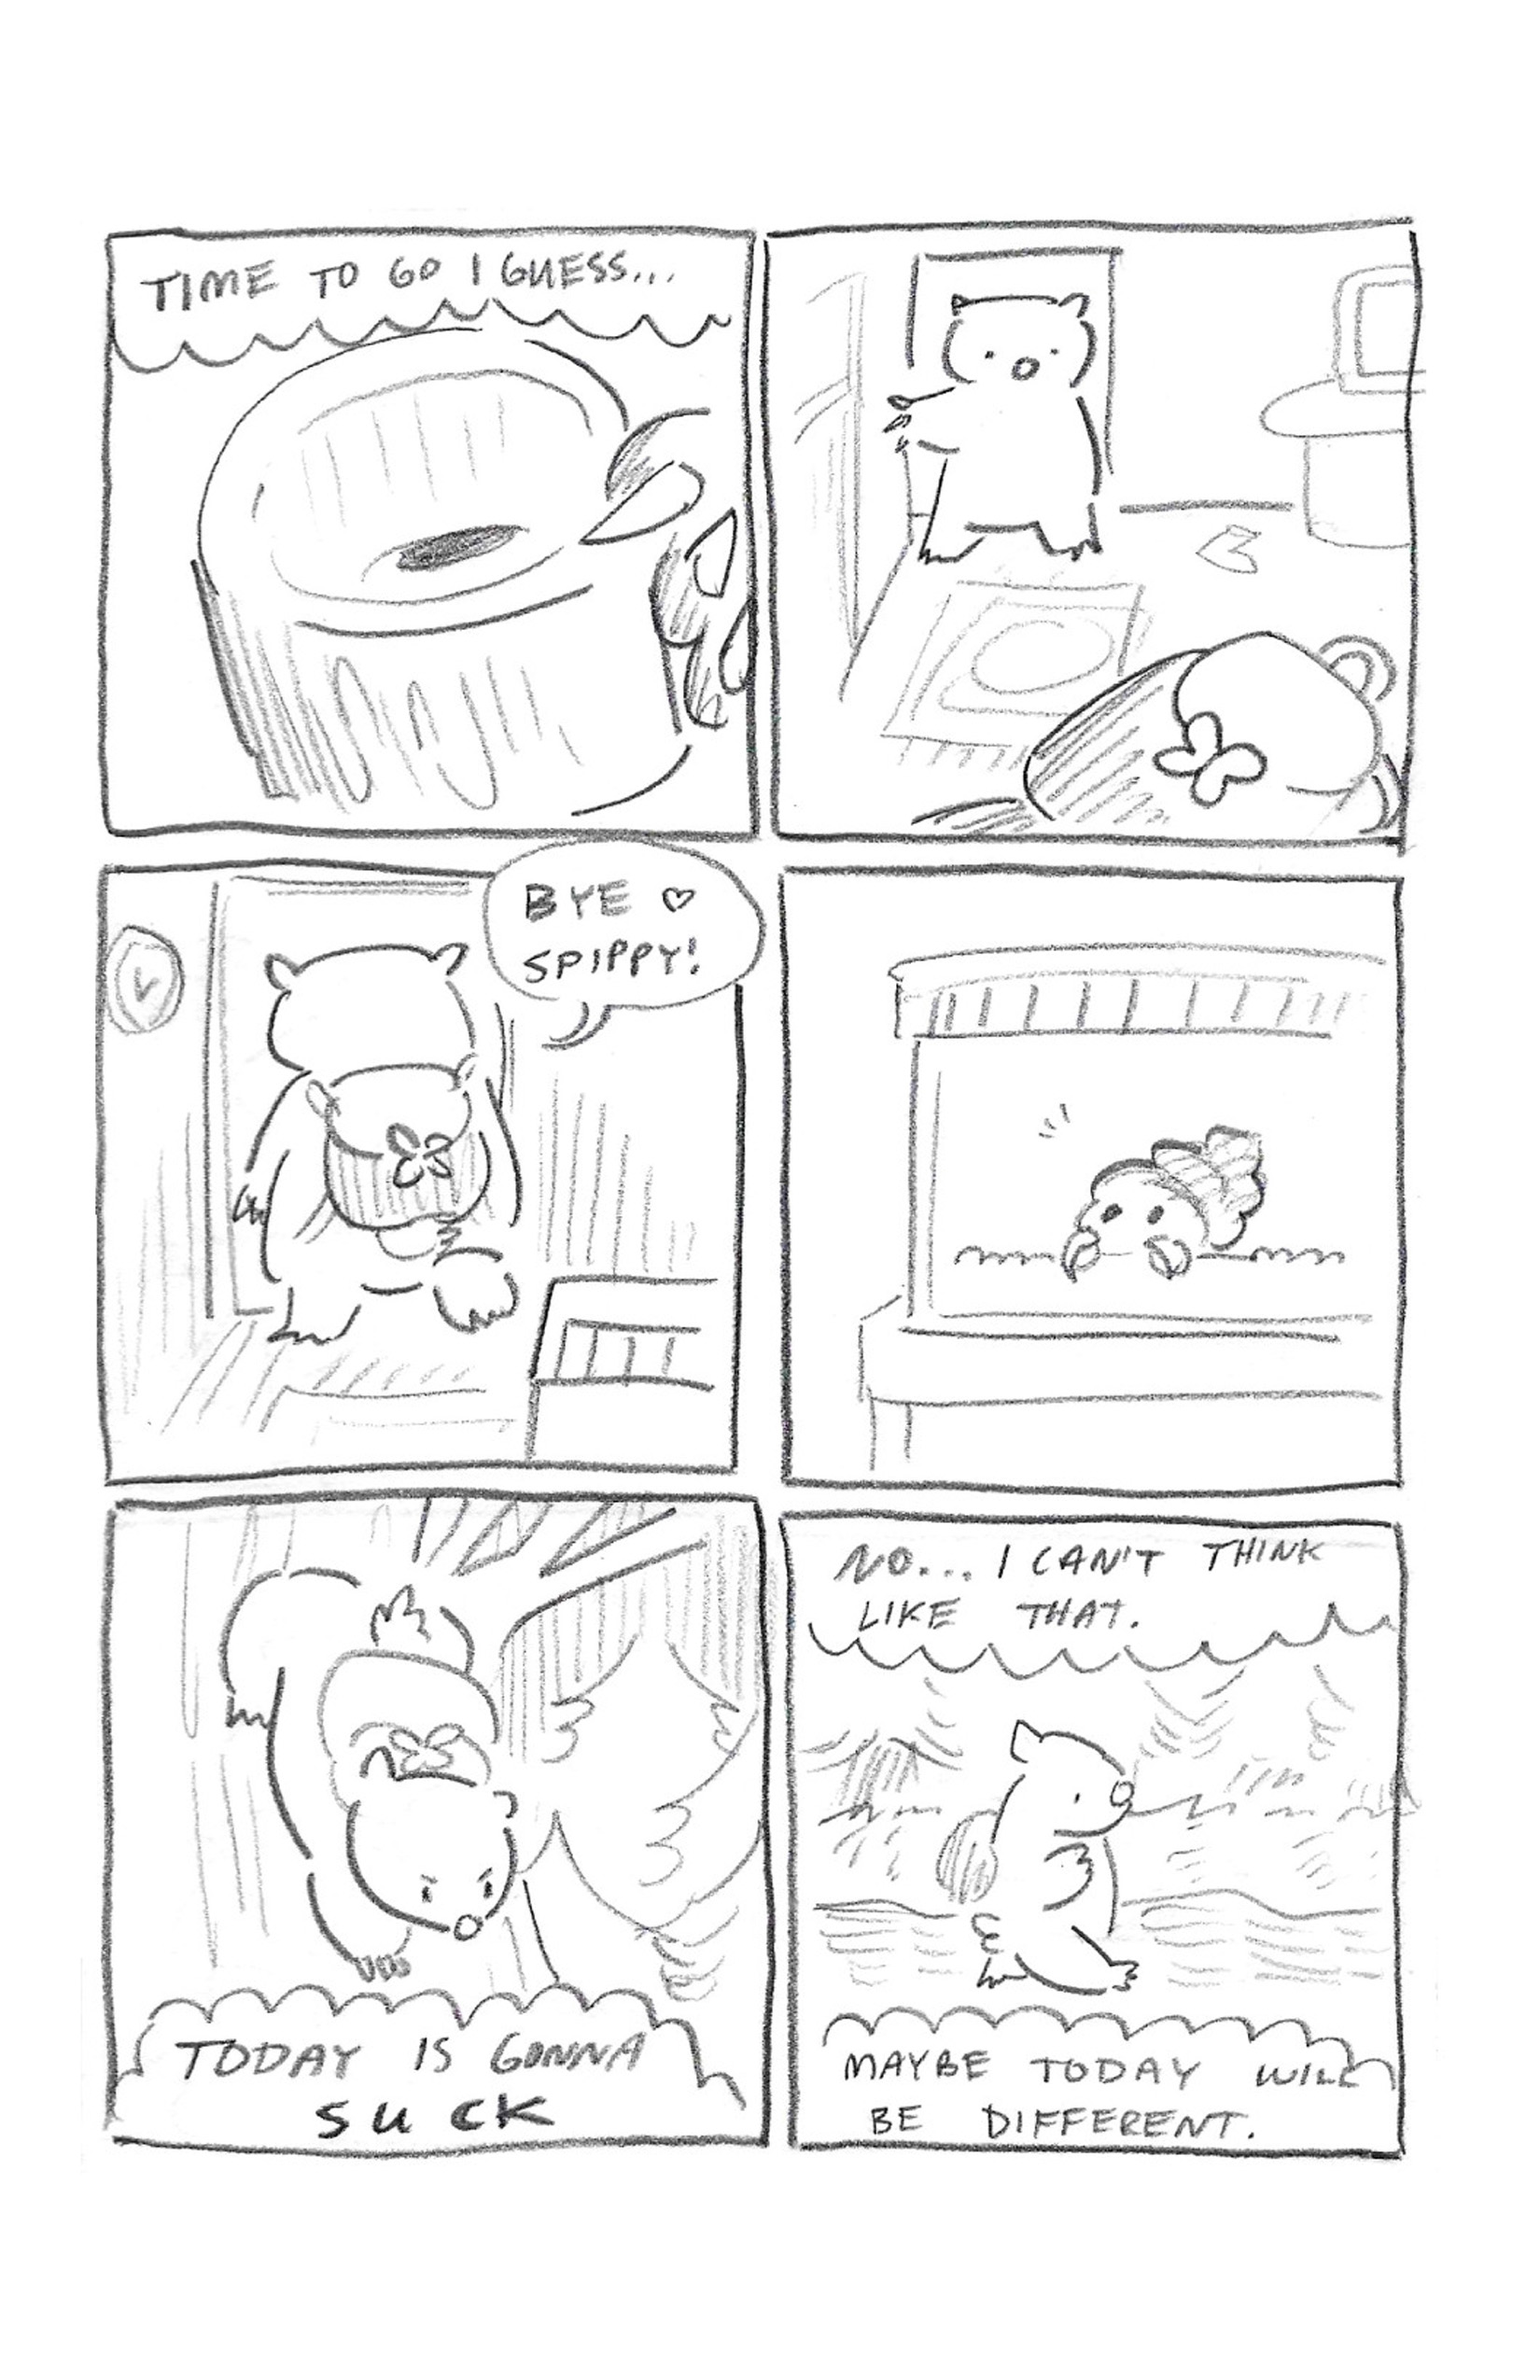 TIME TO GO I GUESS...
BYE ♡
SPIPPY!
TODAY IS GONNA
SUCK
NO... I CAN'T THINK
LIKE THAT.
MAYBE TODAY WILL
BE DIFFERENT.